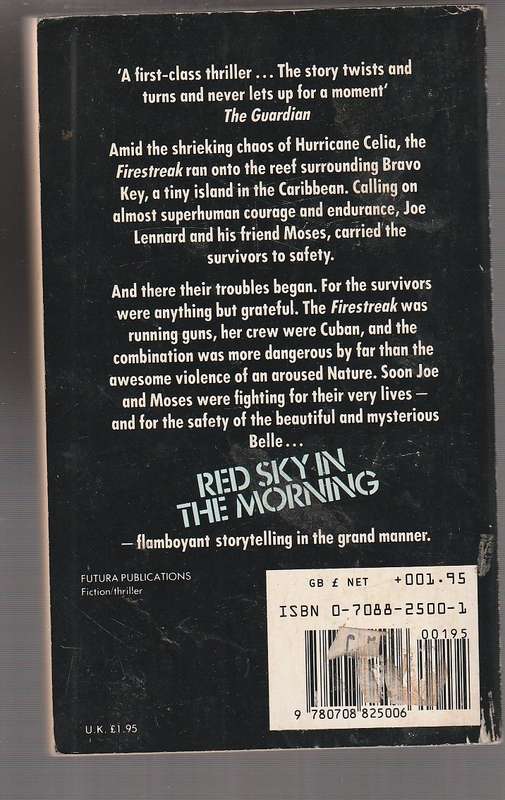 ‘A first-class thriller ... The story twists and
turns and never lets up for a moment’
The Guardian
Amid the shrieking chaos of Hurricane Celia, the
Firestreak ran onto the reef surrounding Bravo
Key, a tiny island in the Caribbean. Calling on
almost superhuman courage and endurance, Joe
Lennard and his friend Moses, carried the
survivors to safety.
And there their troubles began. For the survivors
were anything but grateful. The Firestreak was
running guns, her crew were Cuban, and the
combination was more dangerous by far than the
awesome violence of an aroused Nature. Soon Joe
and Moses were fighting for their very lives —
and for the safety of the beautiful and mysterious
Belle ...
RED SKY IN
THE MORNING
— flamboyant storytelling in the grand manner.
FUTURA PUBLICATIONS
Fiction/thriller
GB £ NET +001.95
ISBN 0-7088-2500-1
00195
9 780708 825006
U.K. £1.95